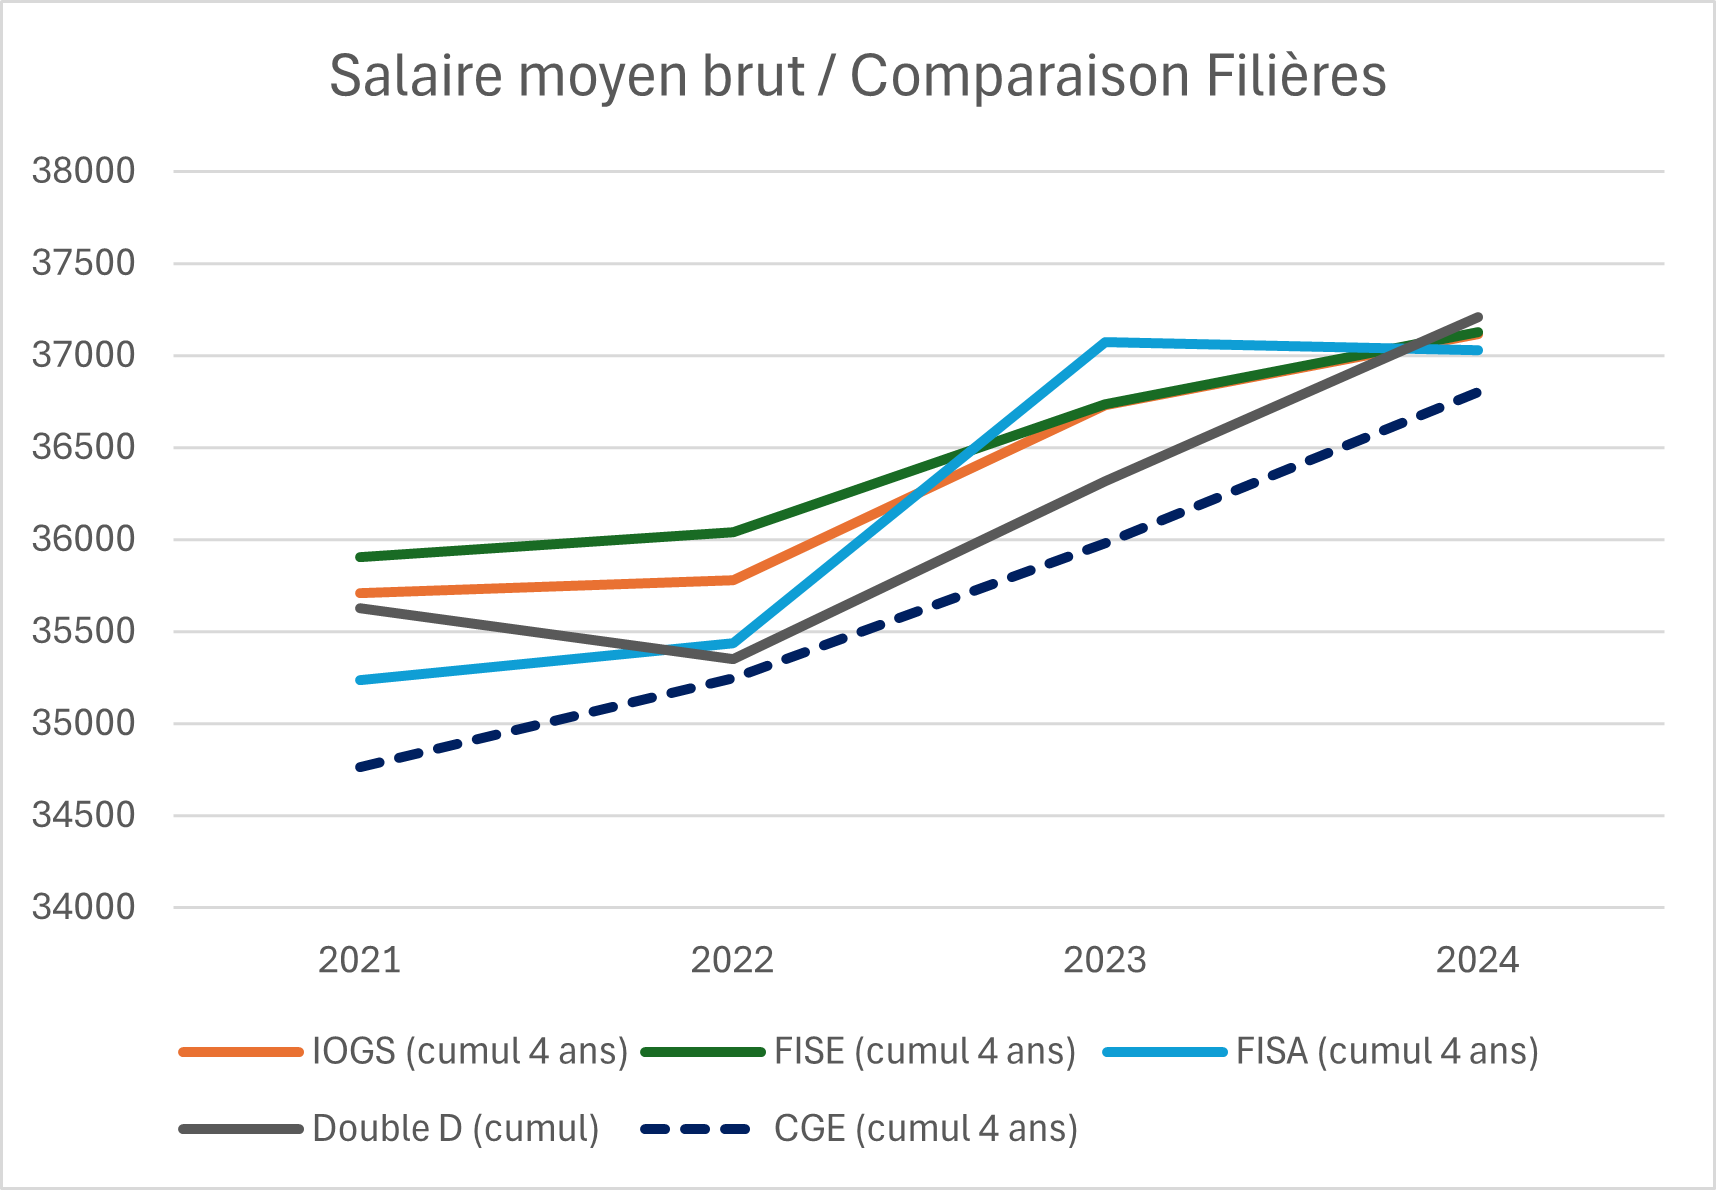 Salaire moyen brut / Comparaison Filières
38000
37500
37000
36500
36000
35500
35000
34500
34000
2021 2022 2023 2024
IOGS (cumul 4 ans) FISE (cumul 4 ans) FISA (cumul 4 ans)
Double D (cumul) CGE (cumul 4 ans)